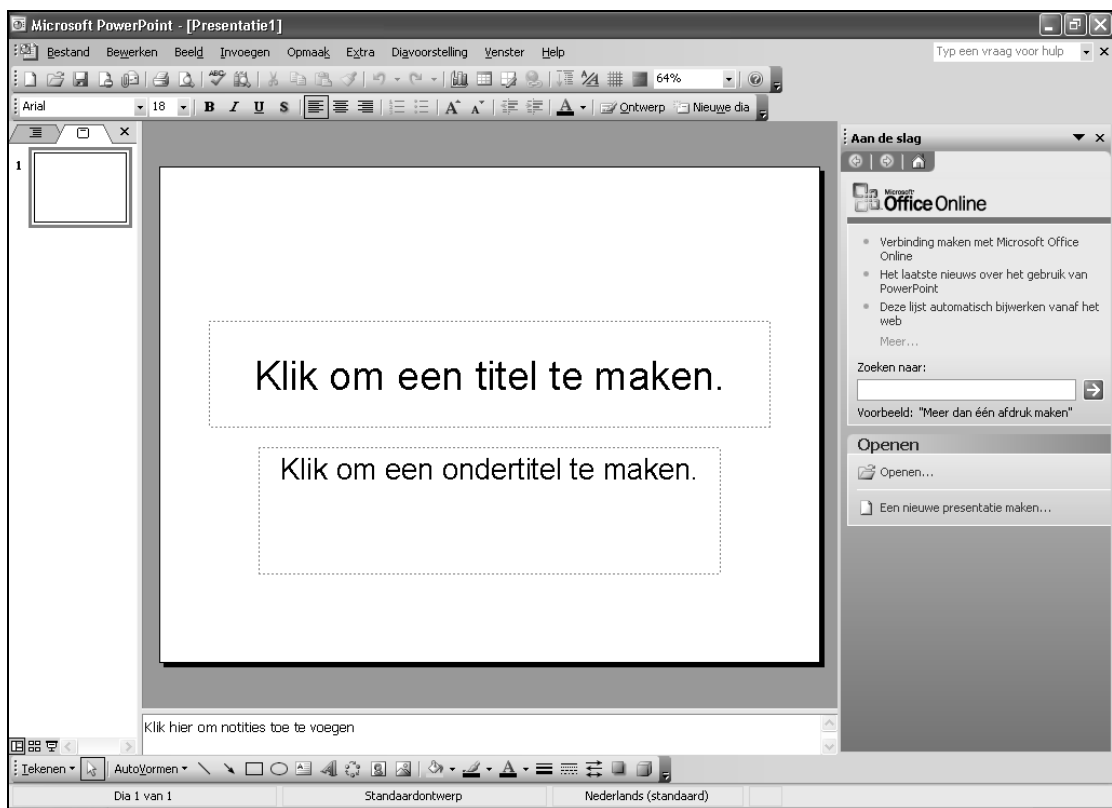 Microsoft PowerPoint - [Presentatie1]
Bestand Bewerken Beeld Invoegen Opmaak Extra Diavoorstelling Venster Help Typ een vraag voor hulp
64%
Arial 18 B I U S A A A Ontwerp Nieuwe dia
1
Klik om een titel te maken.
Klik om een ondertitel te maken.
Klik hier om notities toe te voegen
Aan de slag
Microsoft
Office Online
Verbinding maken met Microsoft Office
Online
Het laatste nieuws over het gebruik van
PowerPoint
Deze lijst automatisch bijwerken vanaf het
web
Meer...
Zoeken naar:
Voorbeeld: "Meer dan één afdruk maken"
Openen
Openen...
Een nieuwe presentatie maken...
Tekenen AutoVormen A
Dia 1 van 1 Standaardontwerp Nederlands (standaard)